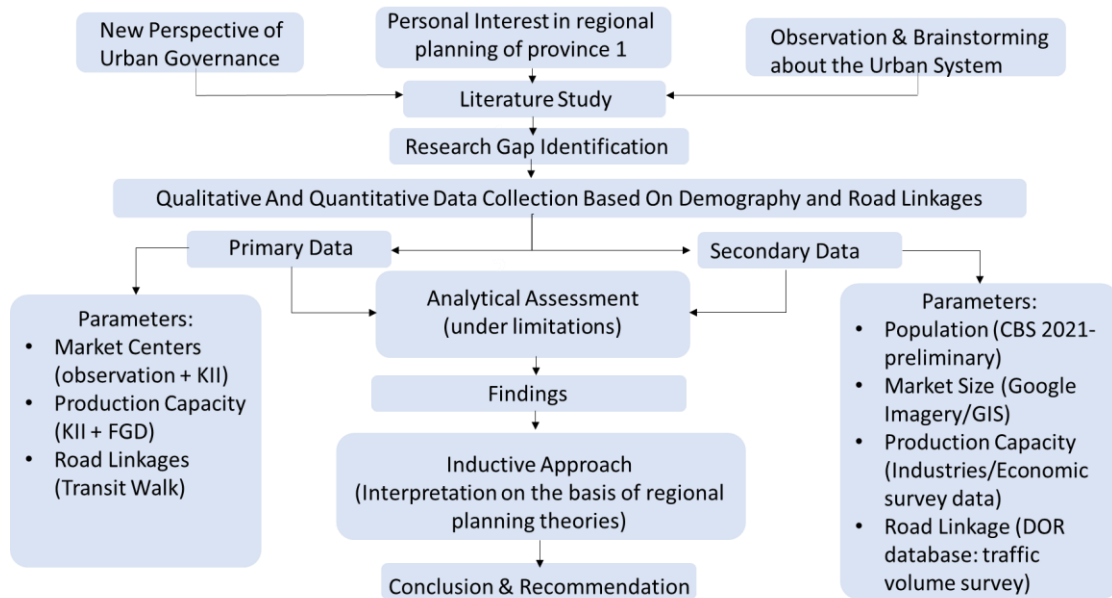 New Perspective of
Urban Governance
Personal Interest in regional
planning of province 1
Observation & Brainstorming
about the Urban System
Literature Study
Research Gap Identification
Qualitative And Quantitative Data Collection Based On Demography and Road Linkages
Primary Data
Secondary Data
Parameters:
• Market Centers
(observation + KII)
• Production Capacity
(KII + FGD)
• Road Linkages
(Transit Walk)
Analytical Assessment
(under limitations)
Findings
Inductive Approach
(Interpretation on the basis of regional
planning theories)
Conclusion & Recommendation
Parameters:
• Population (CBS 2021-
preliminary)
• Market Size (Google
Imagery/GIS)
• Production Capacity
(Industries/Economic
survey data)
• Road Linkage (DOR
database: traffic
volume survey)